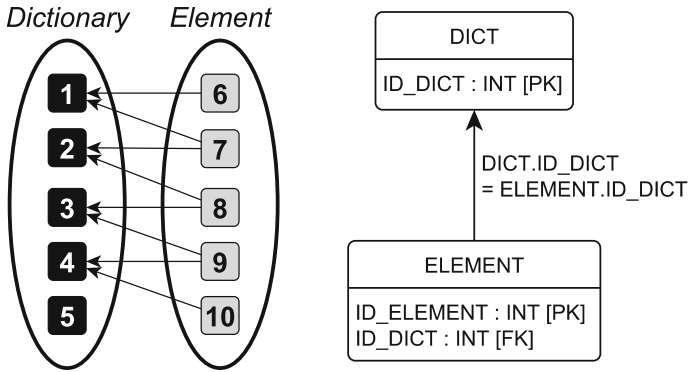 Dictionary Element
1 6
2 7
3 8
4 9
5 10
DICT
ID_DICT : INT [PK]
DICT.ID_DICT
= ELEMENT.ID_DICT
ELEMENT
ID_ELEMENT : INT [PK]
ID_DICT : INT [FK]